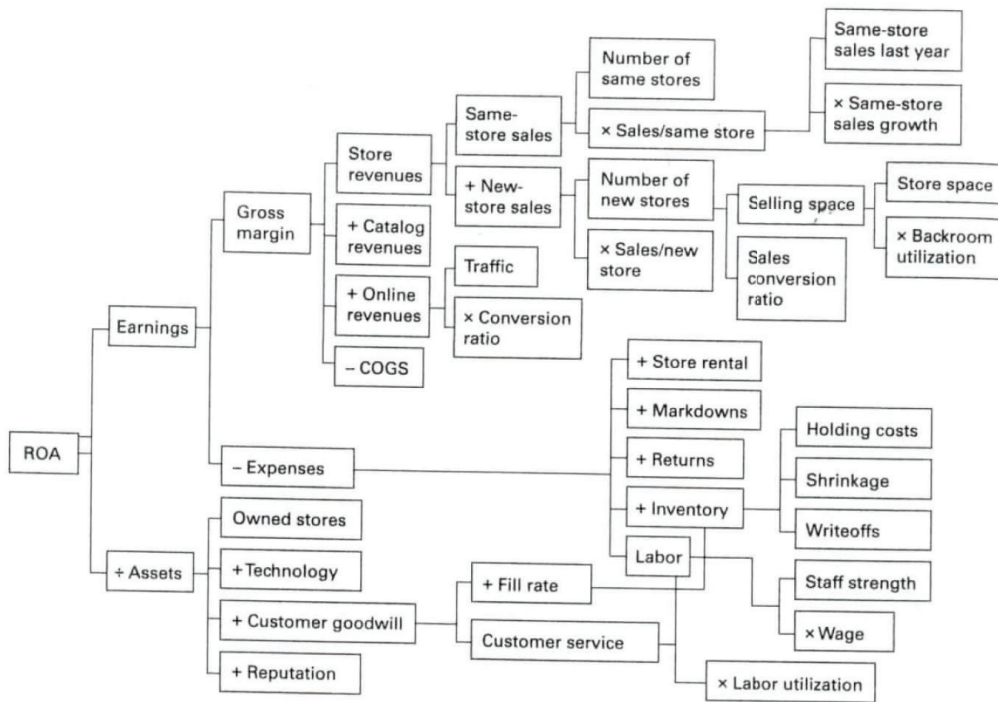 Same-store
sales last year
Number of
same stores
Same-
store sales
× Sales/same store
× Same-store
sales growth
Store
revenues
+ New-
store sales
Number of
new stores
Selling space
Store space
Gross
margin
+ Catalog
revenues
× Sales/new
store
Sales
conversion
ratio
× Backroom
utilization
Traffic
Earnings
+ Online
revenues
× Conversion
ratio
– COGS
+ Store rental
+ Markdowns
Holding costs
ROA
– Expenses
+ Returns
Shrinkage
Owned stores
+ Inventory
Writeoffs
Labor
÷ Assets
+Technology
+ Fill rate
Staff strength
+ Customer goodwill
Customer service
× Wage
+ Reputation
× Labor utilization